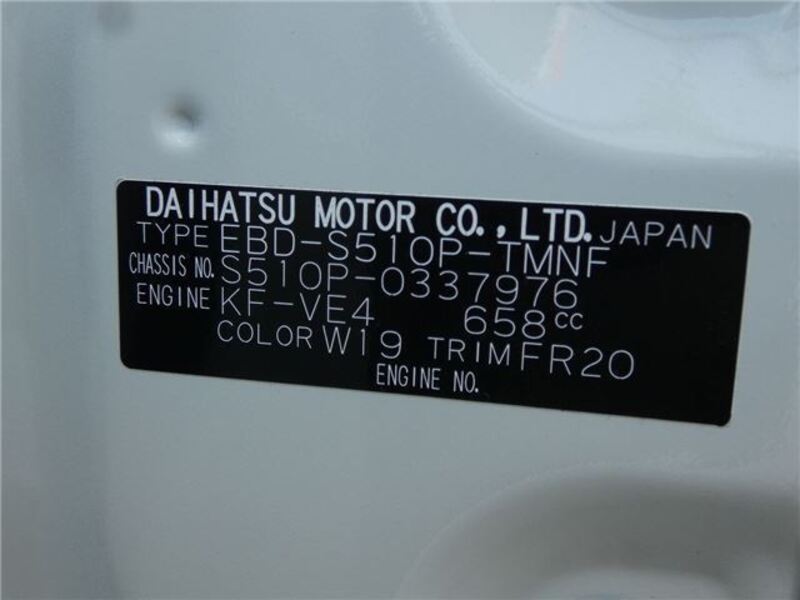 DAIHATSU MOTOR CO., LTD. JAPAN
TYPE EBD-S510P-TMNF
CHASSIS NO. S510P-0337976
ENGINE KF-VE4 658CC
COLOR W19 TRIM FR20
ENGINE NO.